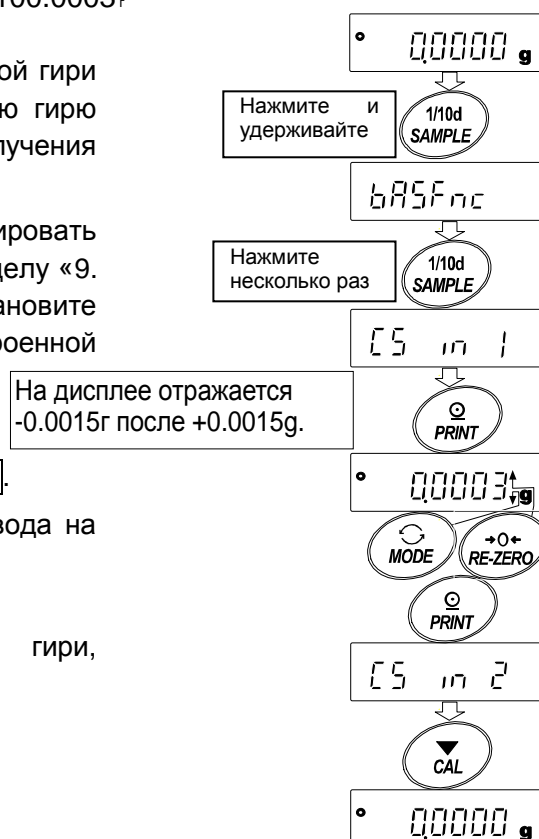 ой гири
ю гирю
лучения
ировать
делу «9.
ановите
роенной
.
вода на
гири,
0.0000 g
Нажмите и
удерживайте
1/10d
SAMPLE
bASFnc
Нажмите
несколько раз
1/10d
SAMPLE
CS in 1
На дисплее отражается
-0.0015г после +0.0015g.
PRINT
0.0003 g
MODE
→0←
RE-ZERO
PRINT
CS in 2
CAL
0.0000 g